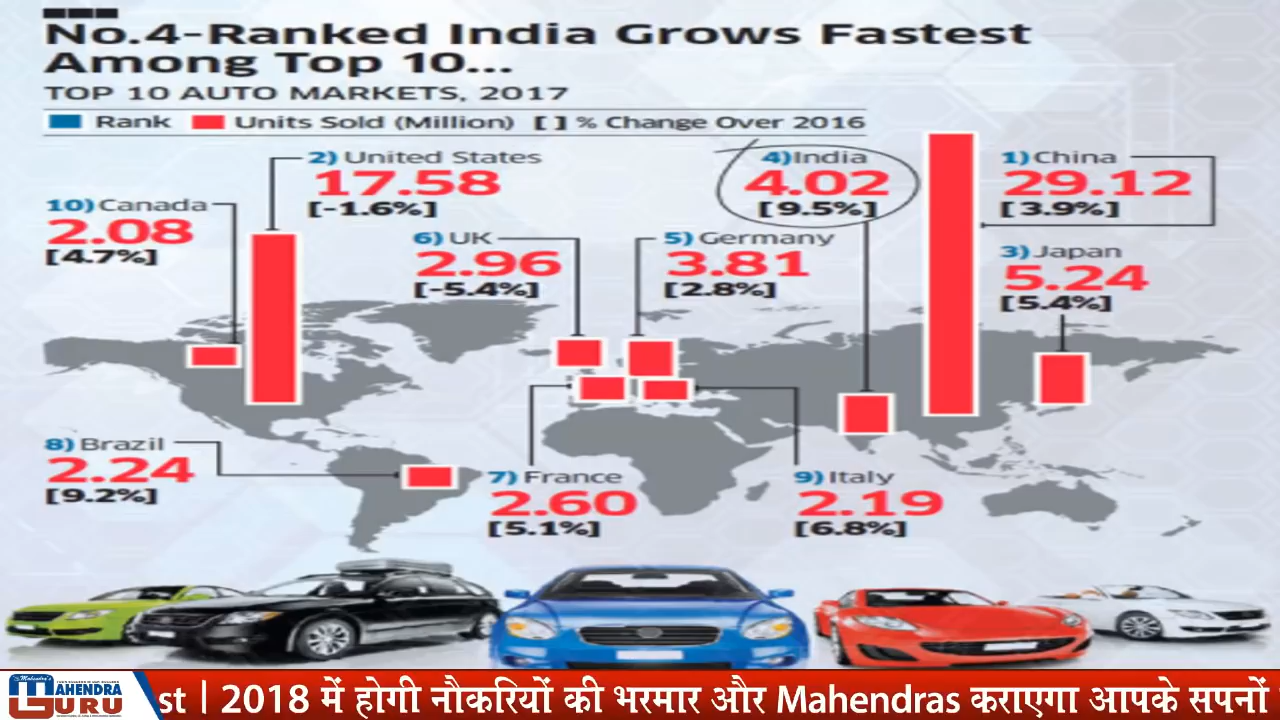 No.4-Ranked India Grows Fastest
Among Top 10...
TOP 10 AUTO MARKETS, 2017
Rank Units Sold (Million) [ ] % Change Over 2016
2) United States
17.58
[-1.6%]
4) India
4.02
[9.5%]
1) China
29.12
[3.9%]
10) Canada
2.08
[4.7%]
6) UK
2.96
[-5.4%]
5) Germany
3.81
[2.8%]
3) Japan
5.24
[5.4%]
8) Brazil
2.24
[9.2%]
7) France
2.60
[5.1%]
9) Italy
2.19
[6.8%]
Mahendra's
MAHENDRA
GURU
st | 2018 में होगी नौकरियों की भरमार और Mahendras कराएगा आपके सपनों